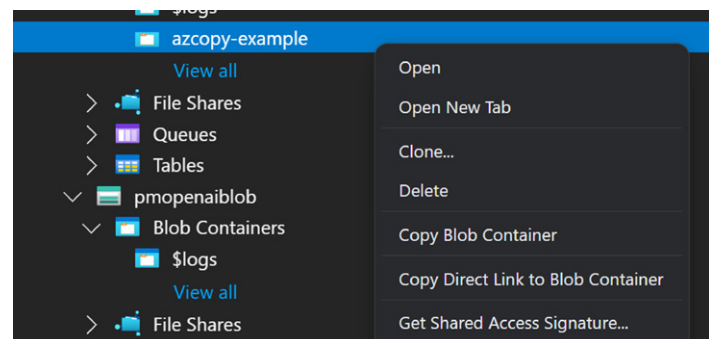 $logs
azcopy-example
View all
File Shares
Queues
Tables
pmopenaiblob
Blob Containers
$logs
View all
File Shares
Open
Open New Tab
Clone...
Delete
Copy Blob Container
Copy Direct Link to Blob Container
Get Shared Access Signature...